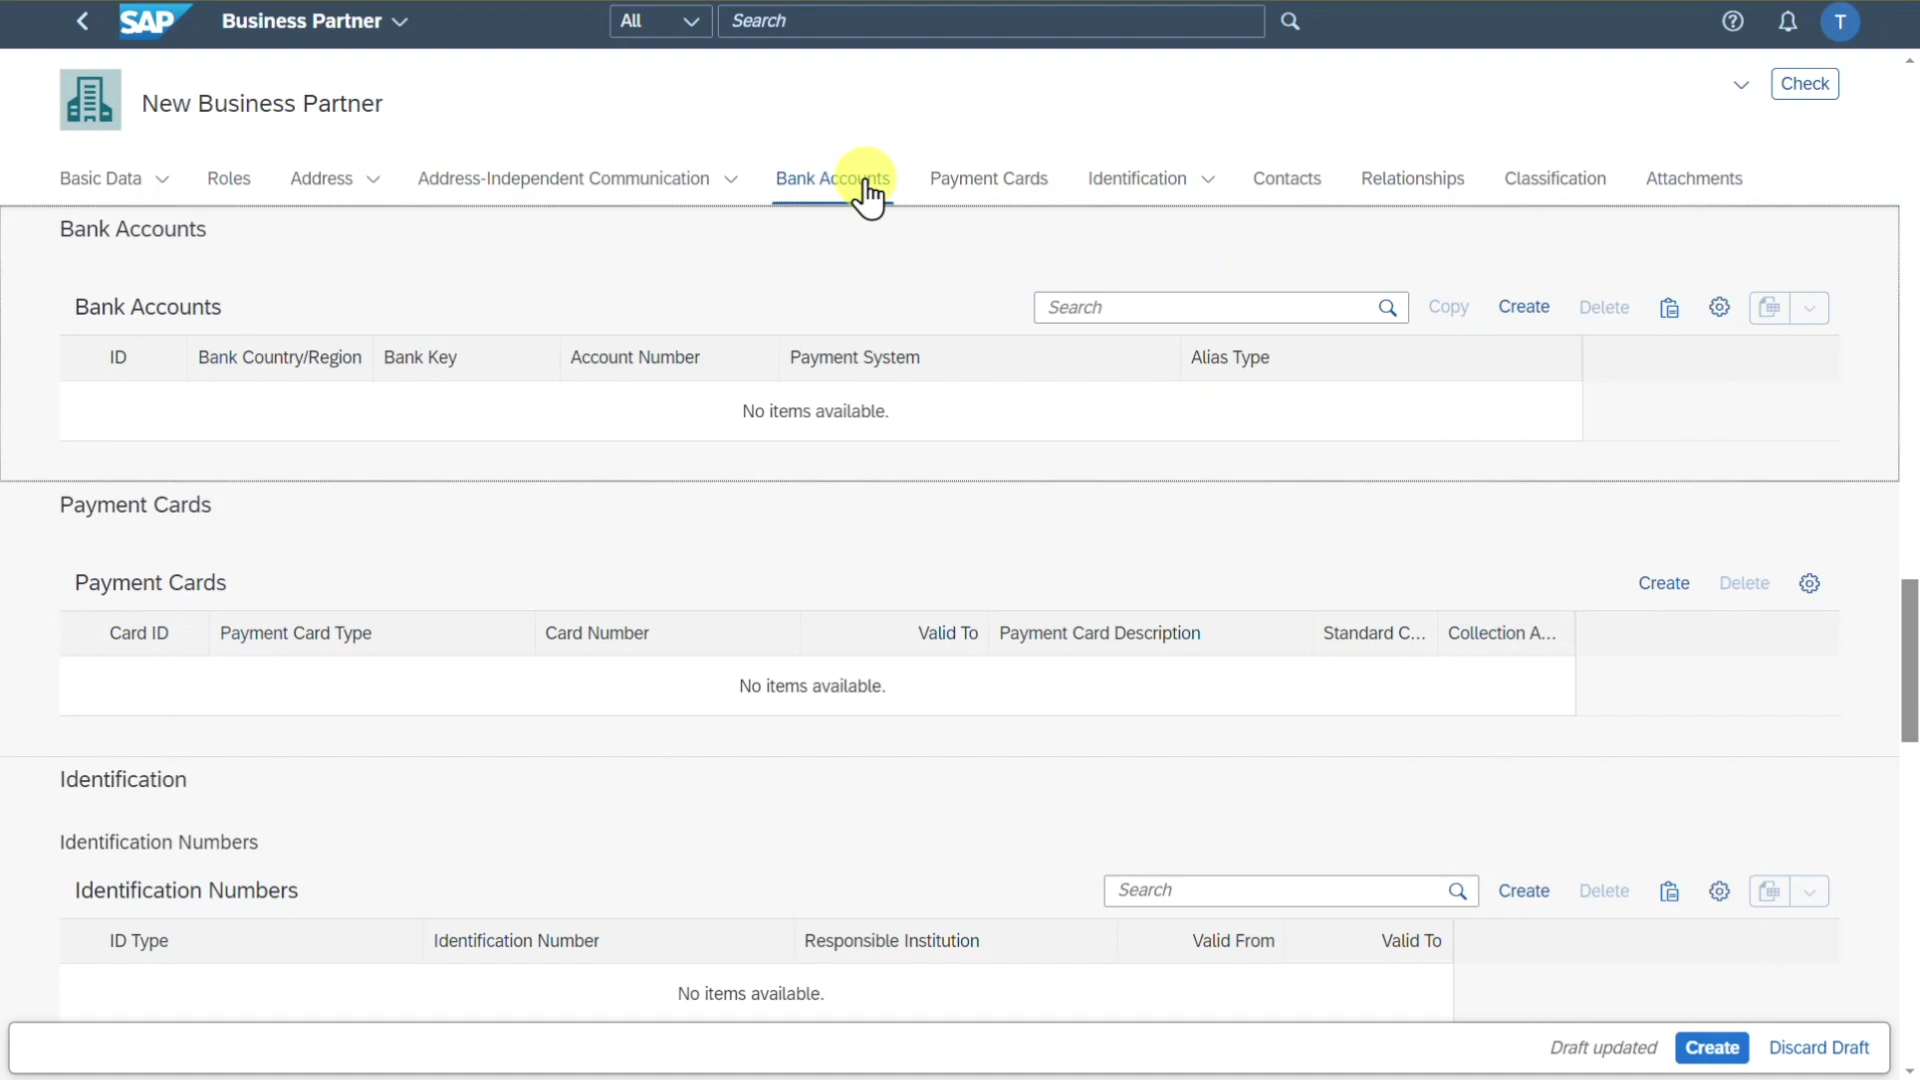 SAP Business Partner All Search T
New Business Partner Check
Basic Data Roles Address Address-Independent Communication Bank Accounts Payment Cards Identification Contacts Relationships Classification Attachments
Bank Accounts
Bank Accounts Search Copy Create Delete
ID Bank Country/Region Bank Key Account Number Payment System Alias Type
No items available.
Payment Cards
Payment Cards Create Delete
Card ID Payment Card Type Card Number Valid To Payment Card Description Standard C... Collection A...
No items available.
Identification
Identification Numbers
Identification Numbers Search Create Delete
ID Type Identification Number Responsible Institution Valid From Valid To
No items available.
Draft updated Create Discard Draft